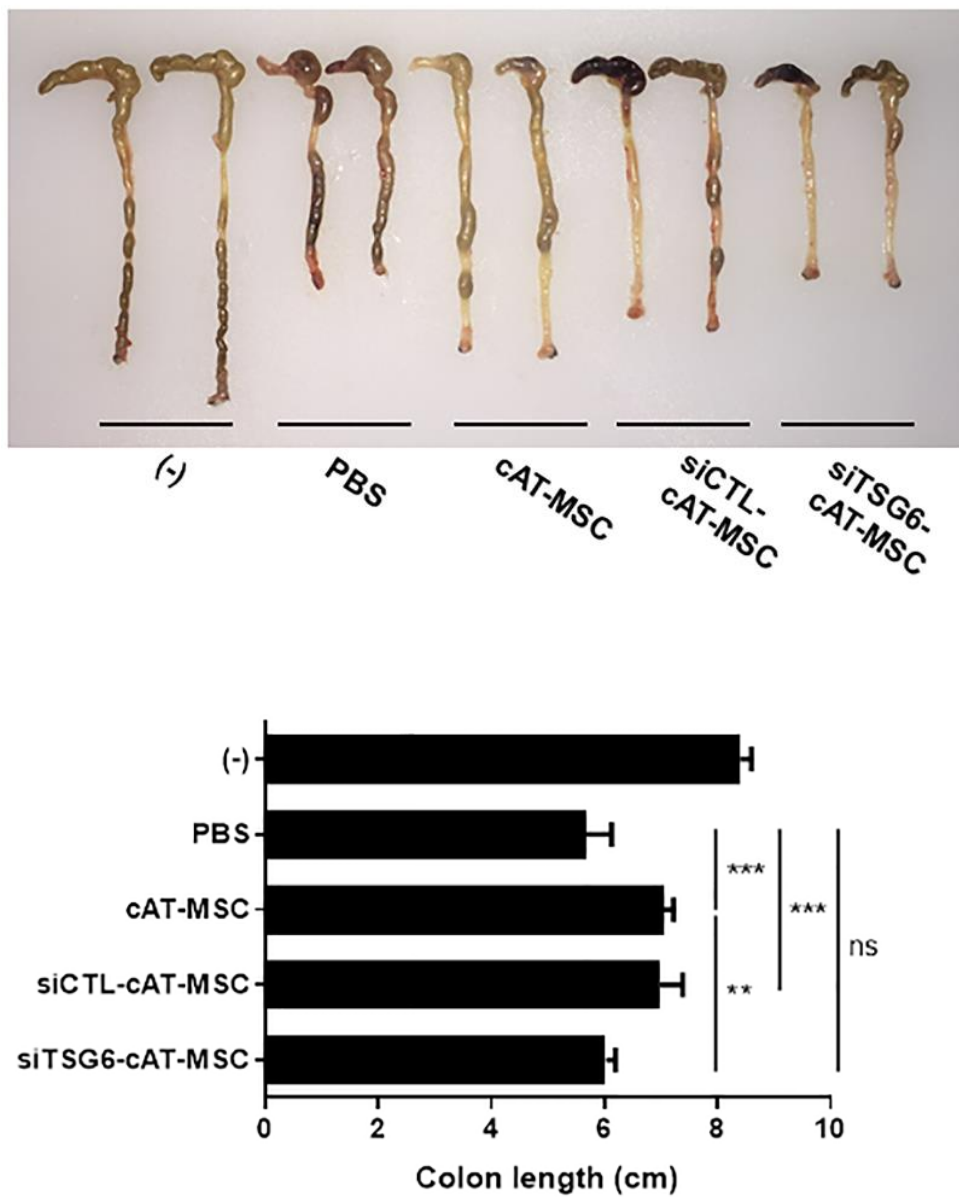 (-)
PBS
cAT-MSC
siCTL-
cAT-MSC
siTSG6-
cAT-MSC
(-)
PBS
cAT-MSC
siCTL-cAT-MSC
siTSG6-cAT-MSC
***
***
ns
**
0 2 4 6 8 10
Colon length (cm)